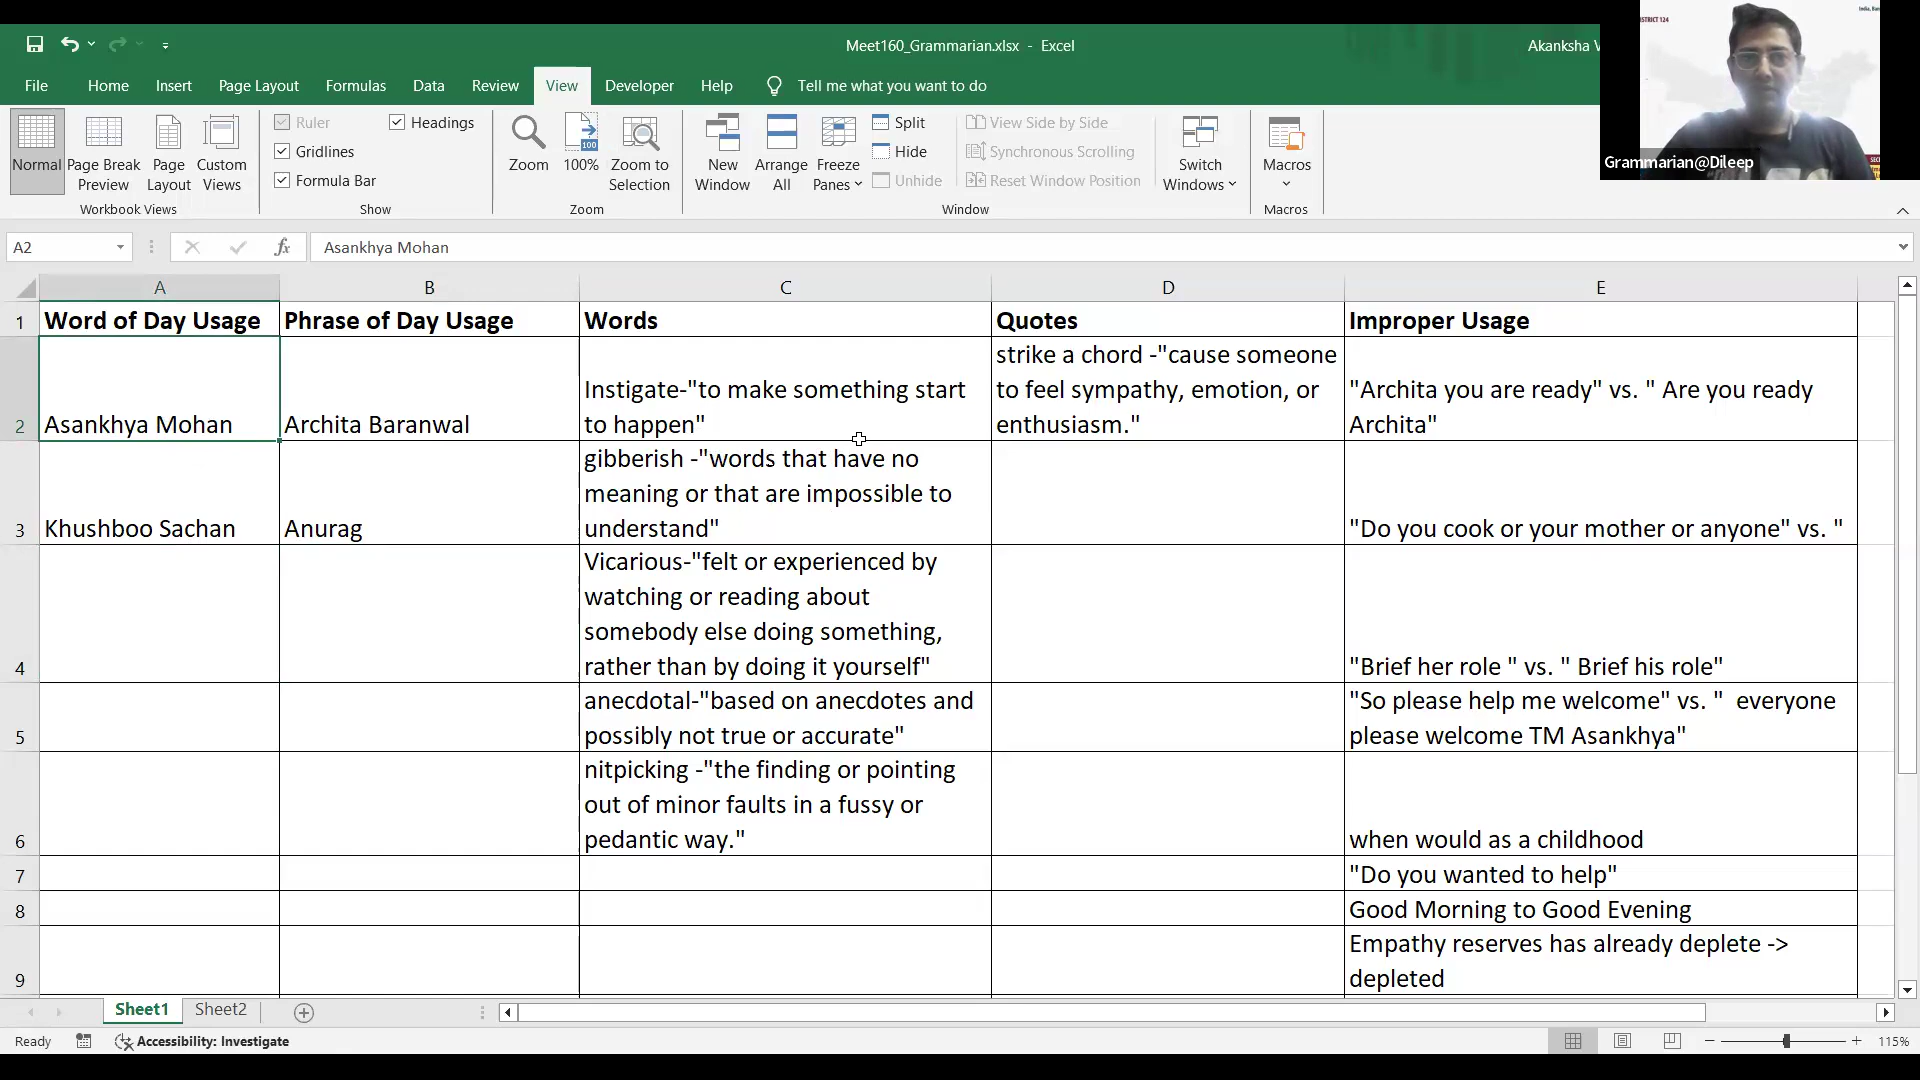 Meet160_Grammarian.xlsx - Excel
Akanksha V
DISTRICT 124
File Home Insert Page Layout Formulas Data Review View Developer Help Tell me what you want to do
Normal
Page Break Preview
Page Layout
Custom Views
Workbook Views
Ruler
Headings
Gridlines
Formula Bar
Show
Zoom
100%
Zoom to Selection
Zoom
New Window
Arrange All
Freeze Panes
Split
Hide
Unhide
View Side by Side
Synchronous Scrolling
Reset Window Position
Window
Switch Windows
Macros
Macros
Grammarian@Dileep
A2
fx
Asankhya Mohan
A B C D E
1 Word of Day Usage Phrase of Day Usage Words Quotes Improper Usage
2 Asankhya Mohan
Archita Baranwal
Instigate-"to make something start
to happen"
strike a chord -"cause someone
to feel sympathy, emotion, or
enthusiasm."
"Archita you are ready" vs. " Are you ready
Archita"
3 Khushboo Sachan
Anurag
gibberish -"words that have no
meaning or that are impossible to
understand"
"Do you cook or your mother or anyone" vs. "
4
Vicarious-"felt or experienced by
watching or reading about
somebody else doing something,
rather than by doing it yourself"
"Brief her role " vs. " Brief his role"
5
anecdotal-"based on anecdotes and
possibly not true or accurate"
"So please help me welcome" vs. "  everyone
please welcome TM Asankhya"
6
nitpicking -"the finding or pointing
out of minor faults in a fussy or
pedantic way."
when would as a childhood
7 "Do you wanted to help"
8 Good Morning to Good Evening
9
Empathy reserves has already deplete ->
depleted
Sheet1 Sheet2
Ready
Accessibility: Investigate
115%